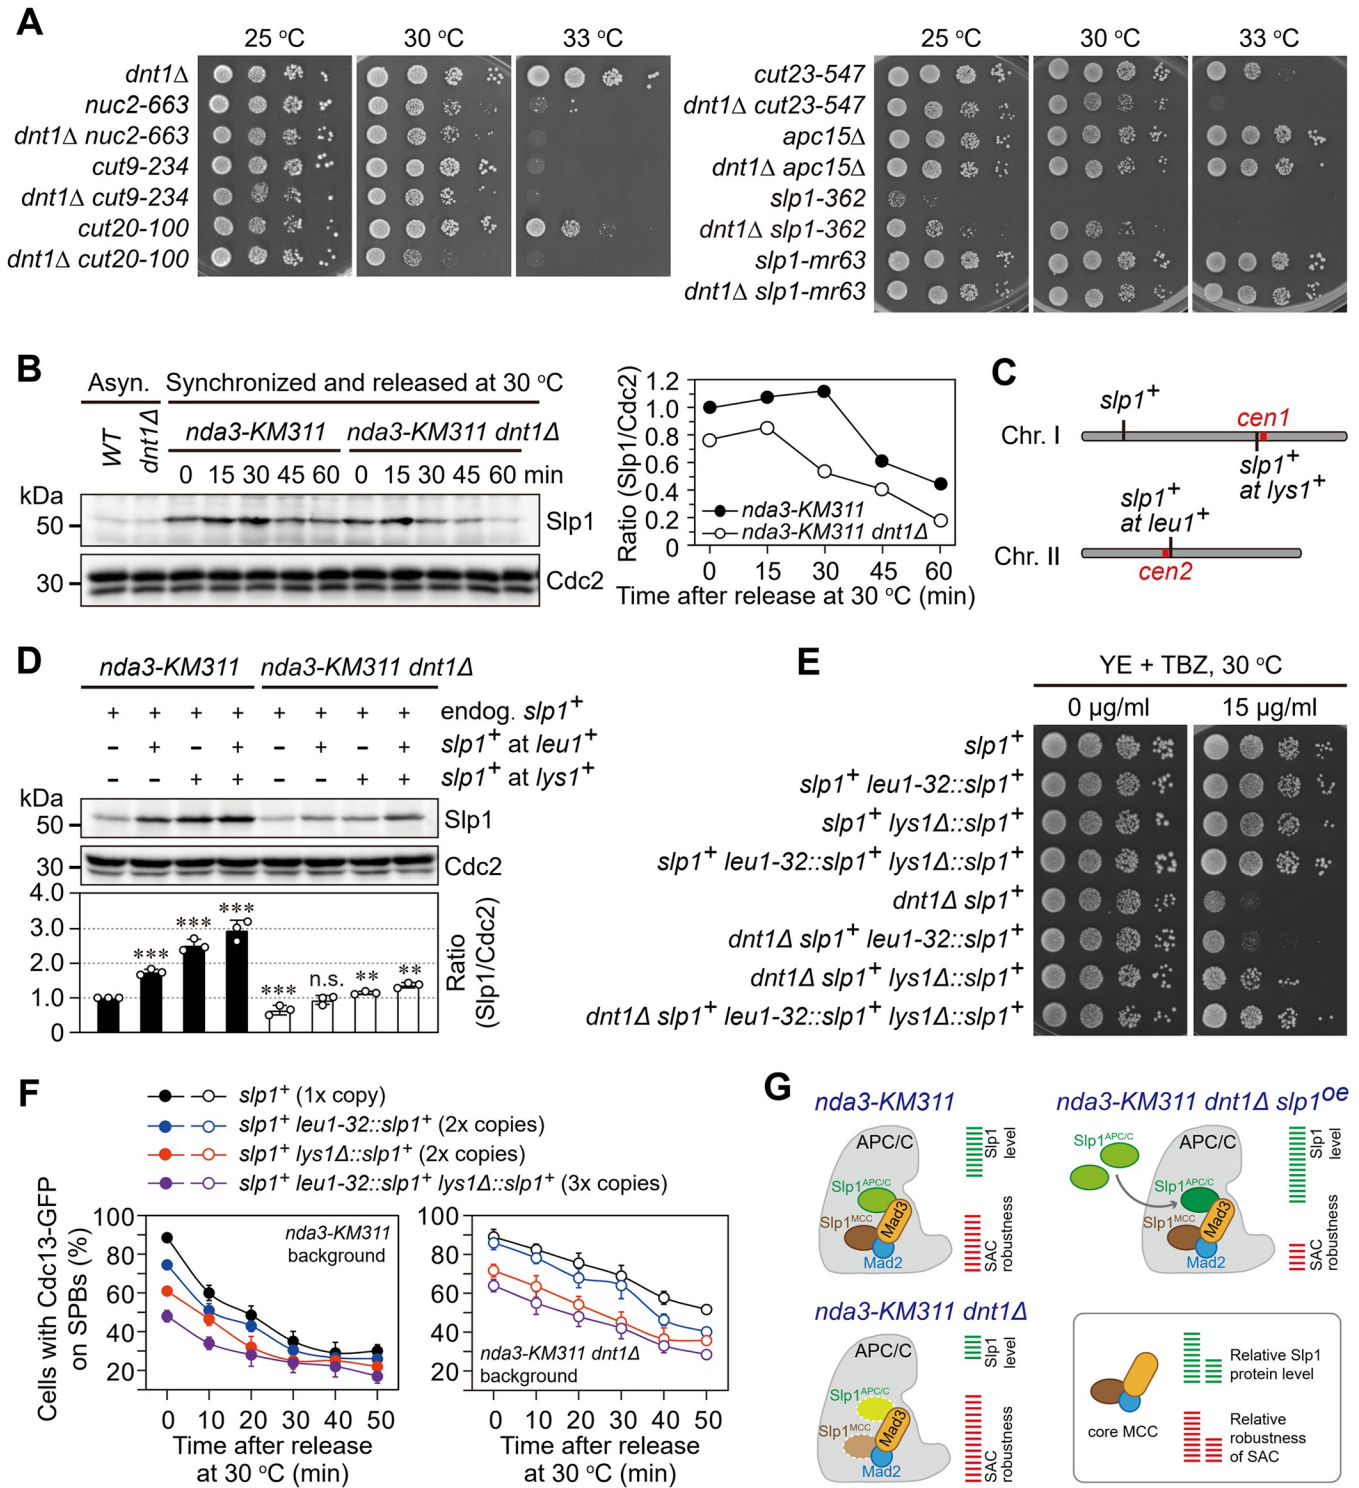 A
25 °C 30 °C 33 °C
dnt1Δ
nuc2-663
dnt1Δ nuc2-663
cut9-234
dnt1Δ cut9-234
cut20-100
dnt1Δ cut20-100
25 °C 30 °C 33 °C
cut23-547
dnt1Δ cut23-547
apc15Δ
dnt1Δ apc15Δ
slp1-362
dnt1Δ slp1-362
slp1-mr63
dnt1Δ slp1-mr63
B
Asyn. Synchronized and released at 30 °C
WT dnt1Δ nda3-KM311 nda3-KM311 dnt1Δ
0 15 30 45 60 0 15 30 45 60 min
kDa
50 Slp1
30 Cdc2
Ratio (Slp1/Cdc2)
1.2
1.0
0.8
0.6
0.4
0.2
0
nda3-KM311
nda3-KM311 dnt1Δ
0 15 30 45 60
Time after release at 30 °C (min)
C
slp1+ cen1
Chr. I
slp1+
at lys1+
slp1+
at leu1+
Chr. II
cen2
D
nda3-KM311 nda3-KM311 dnt1Δ
+ + + + + + + + endog. slp1+
– + – + – + – + slp1+ at leu1+
– – + + – – + + slp1+ at lys1+
kDa
50 Slp1
30 Cdc2
4.0
3.0
2.0
1.0
0
*** *** *** *** n.s. ** **
Ratio
(Slp1/Cdc2)
E
YE + TBZ, 30 °C
0 μg/ml 15 μg/ml
slp1+
slp1+ leu1-32::slp1+
slp1+ lys1Δ::slp1+
slp1+ leu1-32::slp1+ lys1Δ::slp1+
dnt1Δ slp1+
dnt1Δ slp1+ leu1-32::slp1+
dnt1Δ slp1+ lys1Δ::slp1+
dnt1Δ slp1+ leu1-32::slp1+ lys1Δ::slp1+
F
slp1+ (1x copy)
slp1+ leu1-32::slp1+ (2x copies)
slp1+ lys1Δ::slp1+ (2x copies)
slp1+ leu1-32::slp1+ lys1Δ::slp1+ (3x copies)
Cells with Cdc13-GFP
on SPBs (%)
100
80
60
40
20
nda3-KM311
background
0 10 20 30 40 50
Time after release
at 30 °C (min)
100
80
60
40
20
nda3-KM311 dnt1Δ
background
0 10 20 30 40 50
Time after release
at 30 °C (min)
G
nda3-KM311
APC/C
Slp1APC/C
Slp1MCC
Mad3
Mad2
Slp1
level
SAC
robustness
nda3-KM311 dnt1Δ slp1oe
Slp1APC/C
APC/C
Slp1APC/C
Slp1MCC
Mad3
Mad2
Slp1
level
SAC
robustness
nda3-KM311 dnt1Δ
APC/C
Slp1APC/C
Slp1MCC
Mad3
Mad2
Slp1
level
SAC
robustness
core MCC
Relative Slp1
protein level
Relative
robustness
of SAC